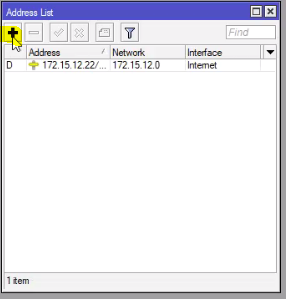 Address List
Find
Address Network Interface
D 172.15.12.22/... 172.15.12.0 Internet
1 item